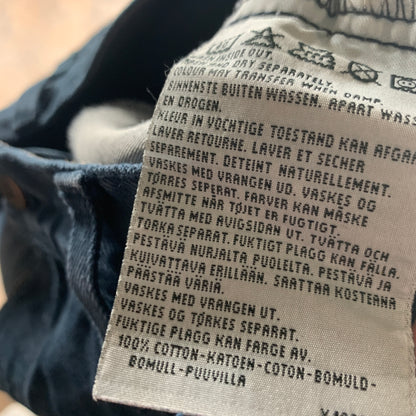 INSIDE OUT.
AND DRY SEPARATELY.
COLOUR MAY TRANSFER WHEN DAMP.
BINNENSTE BUITEN WASSEN. APART WASS
EN DROGEN.
KLEUR IN VOCHTIGE TOESTAND KAN AFGA
LAVER RETOURNE. LAVER ET SECHER
SEPAREMENT. DETEINT NATURELLEMENT.
VASKES MED VRANGEN UD. VASKES OG
TØRRES SEPERAT. FARVER KAN MÅSKE
AFSMITTE NÅR TØJET ER FUGTIGT.
TVÄTTA MED AVIGSIDAN UT. TVÄTTA OCH
TORKA SEPARAT. FUKTIGT PLAGG KAN FÄLLA.
PESTÄVÄ NURJALTA PUOLELTA. PESTÄVÄ JA
KUIVATTAVA ERILLÄÄN. SAATTAA KOSTEANA
PÄÄSTÄÄ VÄRIÄ.
VASKES MED VRANGEN UT.
VASKES OG TØRKES SEPARAT.
FUKTIGE PLAGG KAN FARGE AV.
100% COTTON-KATOEN-COTON-BOMULD-
BOMULL-PUUVILLA